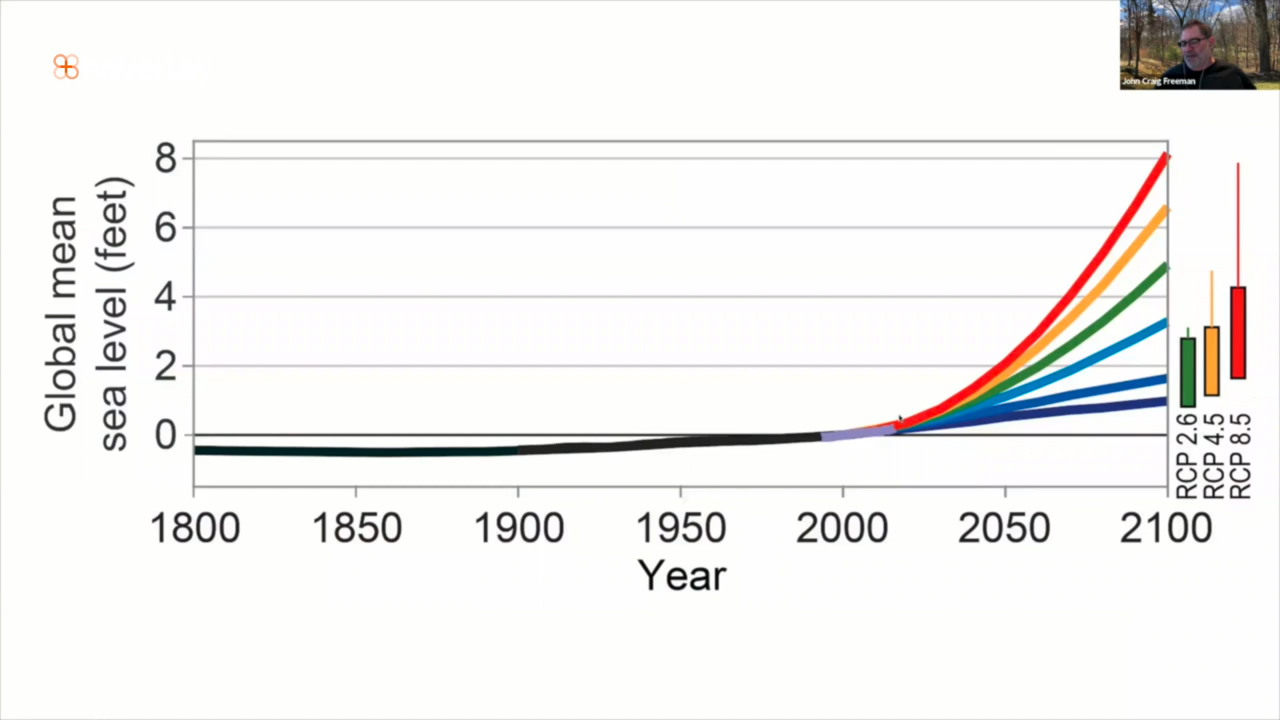 John Craig Freeman
Global mean
sea level (feet)
8
6
4
2
0
1800 1850 1900 1950 2000 2050 2100
Year
RCP 2.6
RCP 4.5
RCP 8.5